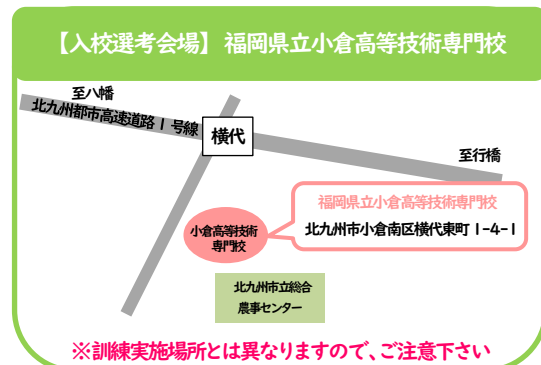 【入校選考会場】 福岡県立小倉高等技術専門校
至八幡
北九州都市高速道路1号線
横代
至行橋
福岡県立小倉高等技術専門校
北九州市小倉南区横代東町1-4-1
小倉高等技術
専門校
北九州市立総合
農事センター
※訓練実施場所とは異なりますので、ご注意下さい